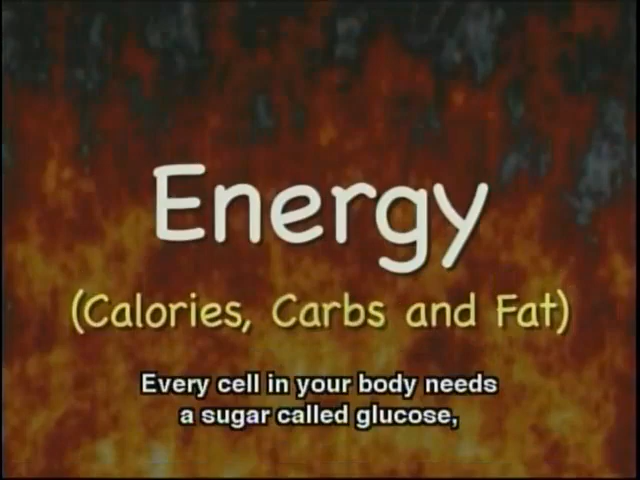 Energy
(Calories, Carbs and Fat)
Every cell in your body needs
a sugar called glucose,